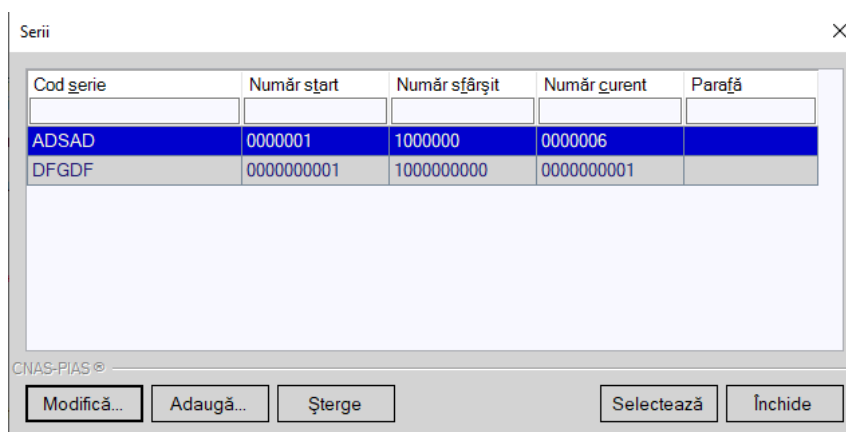 Serii
Cod serie Număr start Număr sfârșit Număr curent Parafă
ADSAD 0000001 1000000 0000006
DFGDF 0000000001 1000000000 0000000001
CNAS-PIAS ®
Modifică... Adaugă... Şterge Selectează Închide